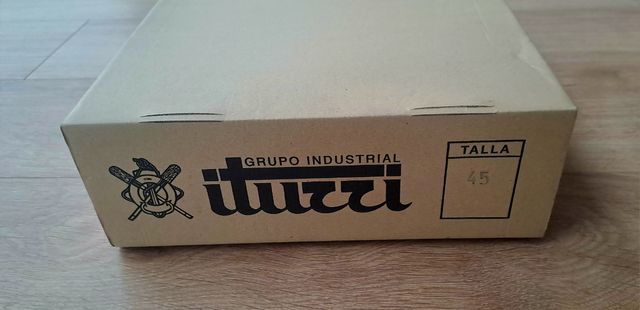 GRUPO INDUSTRIAL
iturri
TALLA
45